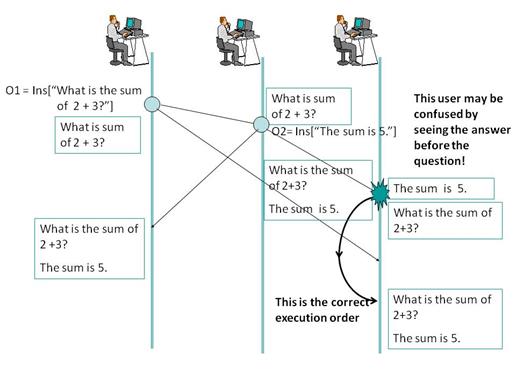 O1 = Ins["What is the sum
of 2 + 3?"]
What is sum
of 2 + 3?
What is the sum of
2 +3?
The sum is 5.
What is sum
of 2 + 3?
O2= Ins["The sum is 5."]
What is the sum
of 2+3?
The sum is 5.
This is the correct
execution order
This user may be
confused by
seeing the answer
before the
question!
The sum is 5.
What is the sum of
2+3?
What is the sum of
2+3?
The sum is 5.